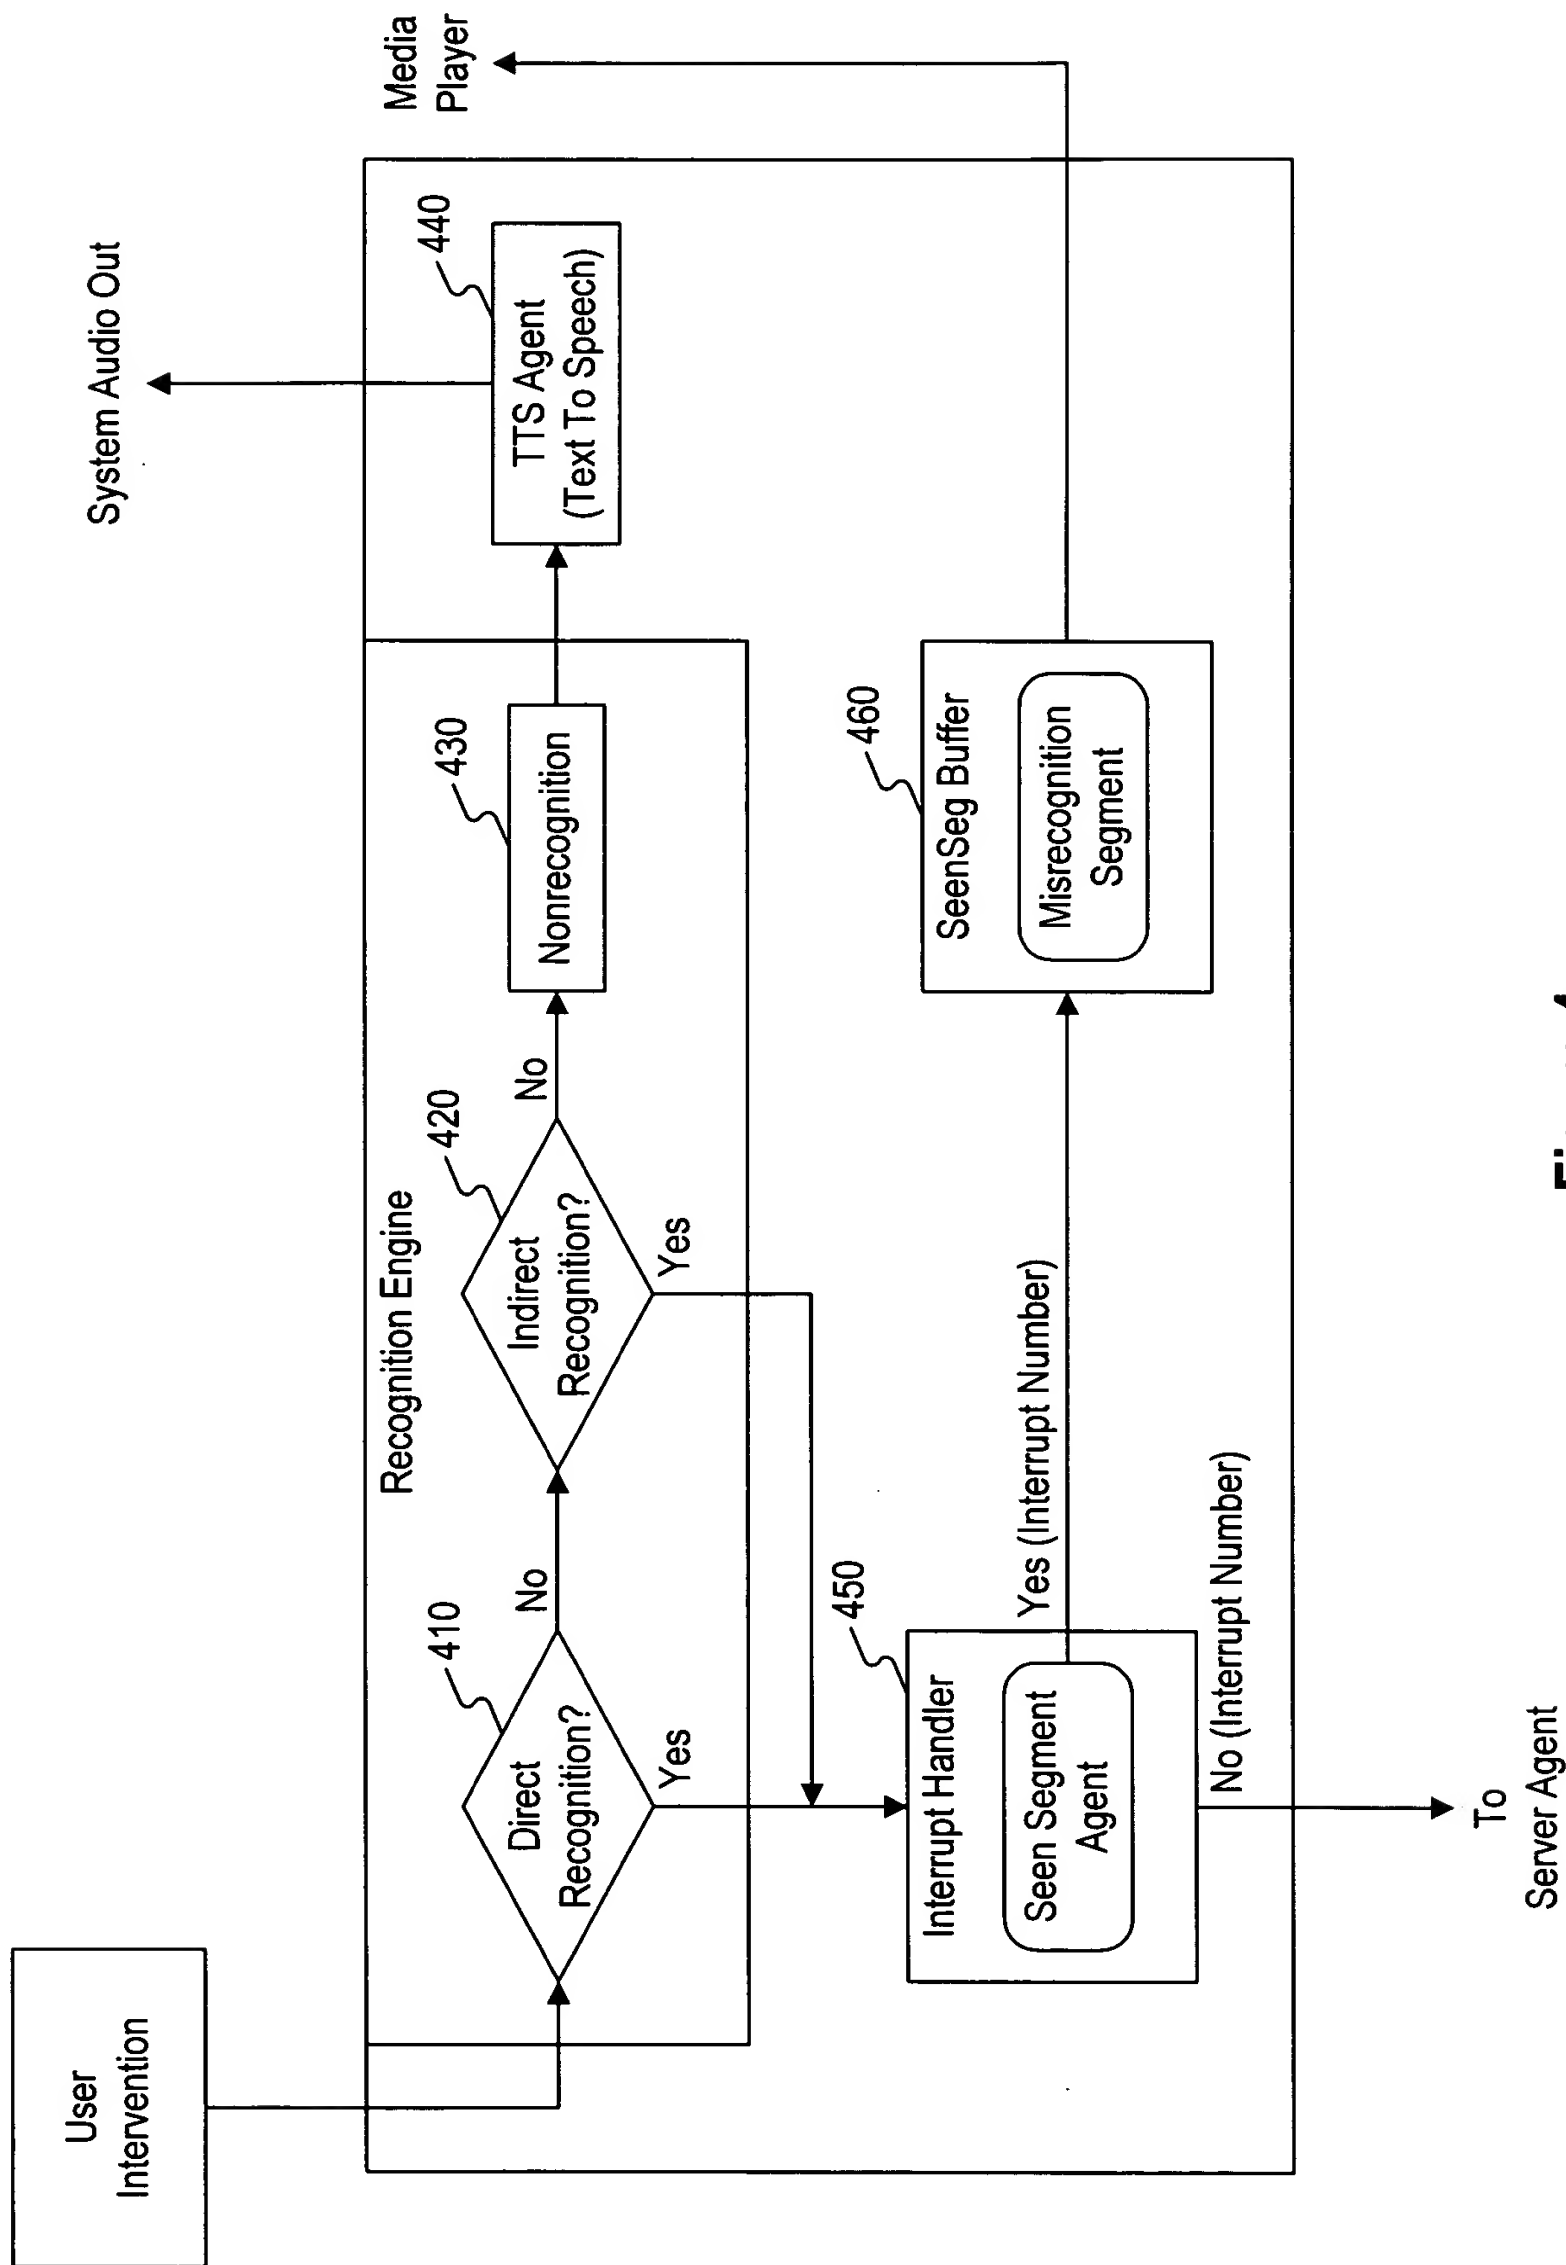 User
Intervention
System Audio Out
Media
Player
Recognition Engine
410
Direct
Recognition?
No
Yes
420
Indirect
Recognition?
No
Yes
430
Nonrecognition
440
TTS Agent
(Text To Speech)
450
Interrupt Handler
Seen Segment
Agent
Yes (Interrupt Number)
No (Interrupt Number)
460
SeenSeg Buffer
Misrecognition
Segment
To
Server Agent